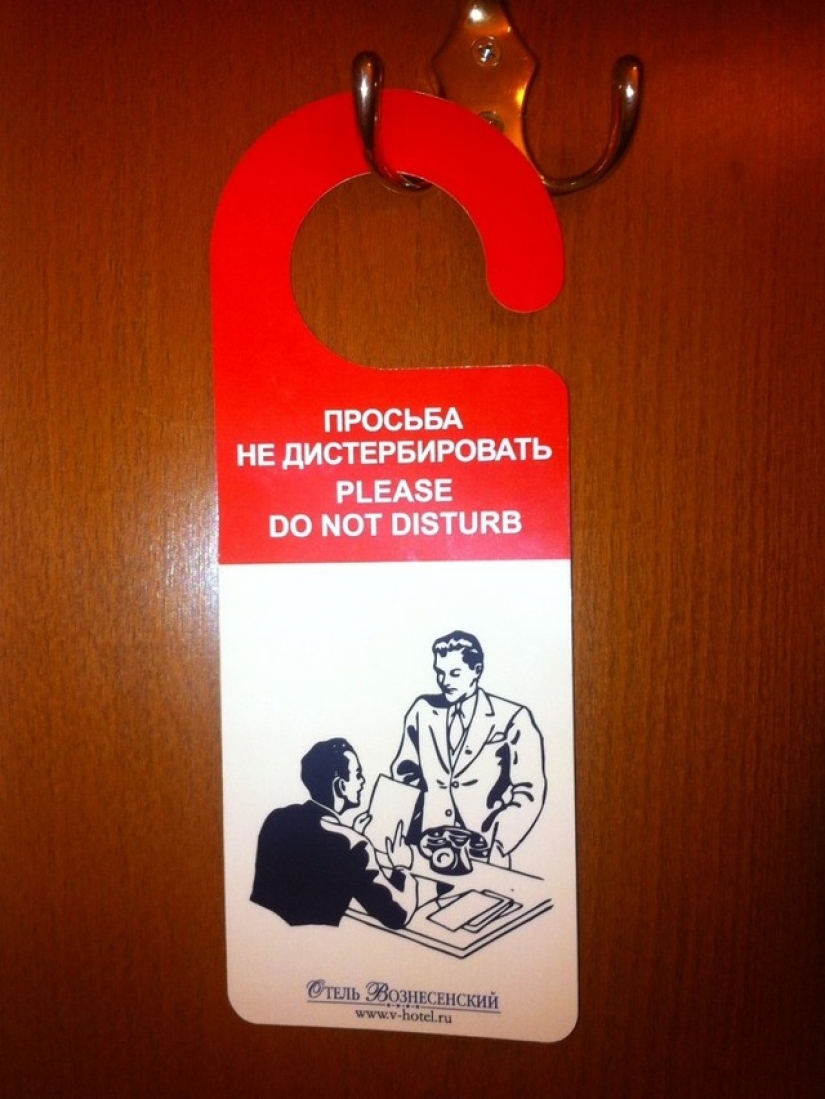 ПРОСЬБА
НЕ ДИСТЕРБИРОВАТЬ
PLEASE
DO NOT DISTURB
ОТЕЛЬ ВОЗНЕСЕНСКИЙ
www.v-hotel.ru